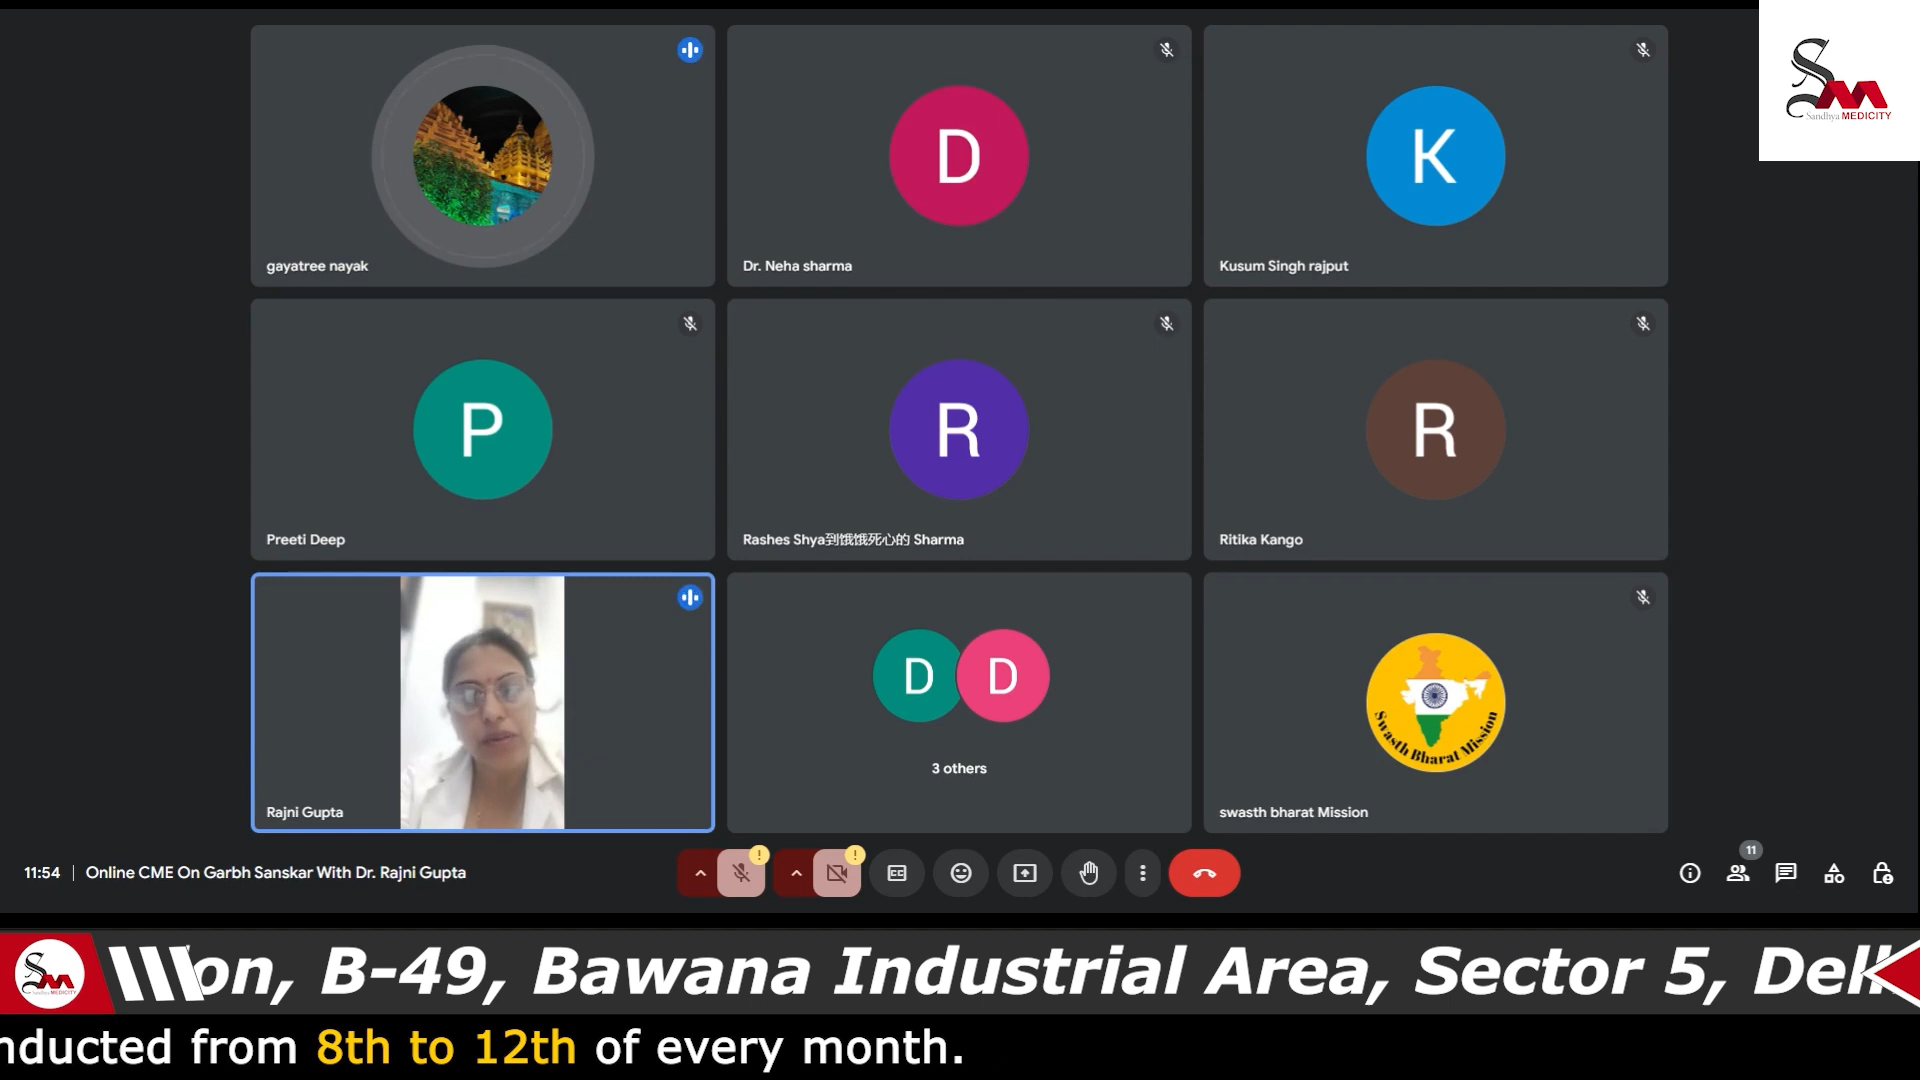 Sandhya MEDICITY
gayatree nayak
D
Dr. Neha sharma
K
Kusum Singh rajput
P
Preeti Deep
R
Rashes Shya到饿饿死心的 Sharma
R
Ritika Kango
Rajni Gupta
D D
3 others
Swasth Bharat Mission
swasth bharat Mission
11
11:54 | Online CME On Garbh Sanskar With Dr. Rajni Gupta
on, B-49, Bawana Industrial Area, Sector 5, Del
nducted from 8th to 12th of every month.